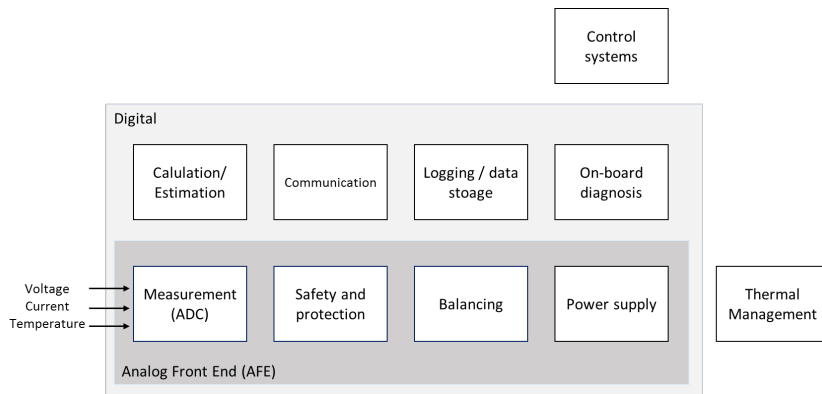 Control
systems
Digital
Calulation/
Estimation
Communication
Logging / data
stoage
On-board
diagnosis
Voltage
Current
Temperature
Measurement
(ADC)
Safety and
protection
Balancing
Power supply
Thermal
Management
Analog Front End (AFE)